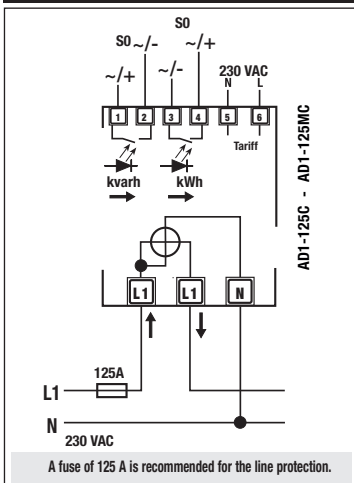 S0
S0 ~/- ~/+
~/+ ~/- 230 VAC
N L
1 2 3 4 5 6
Tariff
kvarh kWh
AD1-125C - AD1-125MC
L1 L1 N
125A
L1
N
230 VAC
A fuse of 125 A is recommended for the line protection.